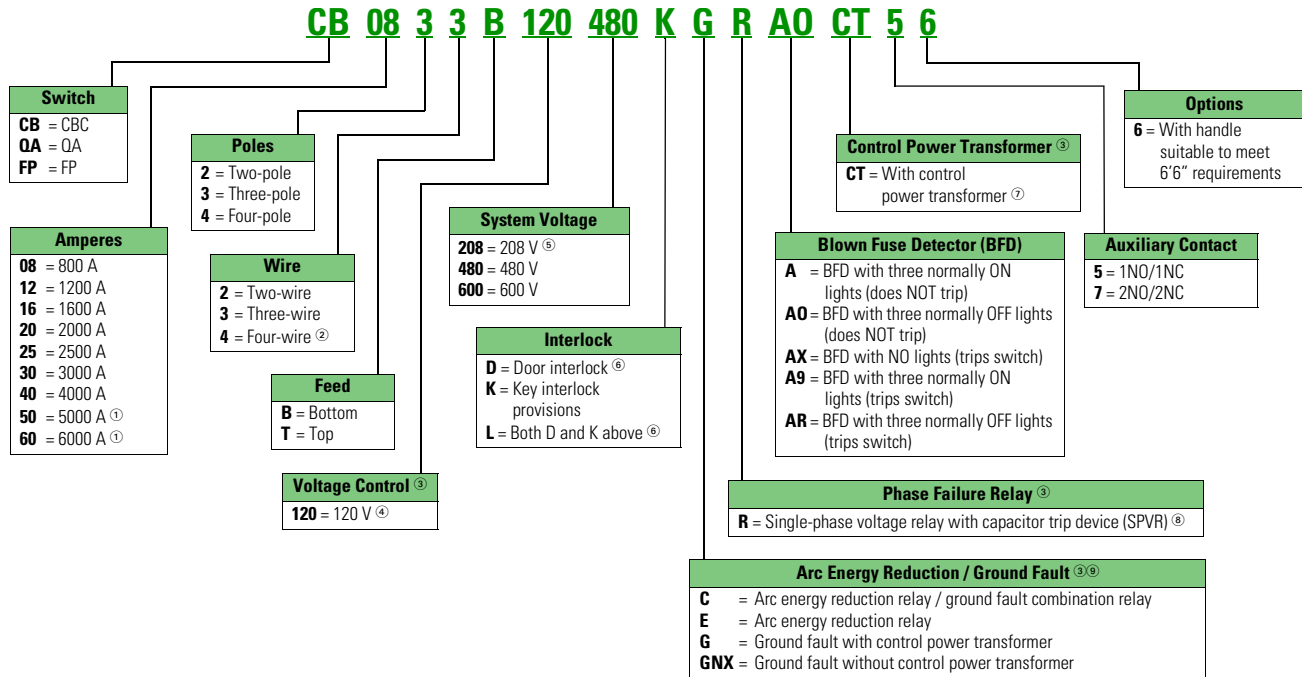 CB 08 3 3 B 120 480 K G R AO CT 5 6
Switch
CB = CBC
QA = QA
FP = FP
Amperes
08 = 800 A
12 = 1200 A
16 = 1600 A
20 = 2000 A
25 = 2500 A
30 = 3000 A
40 = 4000 A
50 = 5000 A ①
60 = 6000 A ①
Poles
2 = Two-pole
3 = Three-pole
4 = Four-pole
Wire
2 = Two-wire
3 = Three-wire
4 = Four-wire ②
Feed
B = Bottom
T = Top
Voltage Control ③
120 = 120 V ④
System Voltage
208 = 208 V ⑤
480 = 480 V
600 = 600 V
Interlock
D = Door interlock ⑥
K = Key interlock
provisions
L = Both D and K above ⑥
Arc Energy Reduction / Ground Fault ③⑨
C = Arc energy reduction relay / ground fault combination relay
E = Arc energy reduction relay
G = Ground fault with control power transformer
GNX = Ground fault without control power transformer
Phase Failure Relay ③
R = Single-phase voltage relay with capacitor trip device (SPVR) ⑧
Blown Fuse Detector (BFD)
A = BFD with three normally ON
lights (does NOT trip)
AO = BFD with three normally OFF lights
(does NOT trip)
AX = BFD with NO lights (trips switch)
A9 = BFD with three normally ON
lights (trips switch)
AR = BFD with three normally OFF lights
(trips switch)
Control Power Transformer ③
CT = With control
power transformer ⑦
Auxiliary Contact
5 = 1NO/1NC
7 = 2NO/2NC
Options
6 = With handle
suitable to meet
6'6" requirements